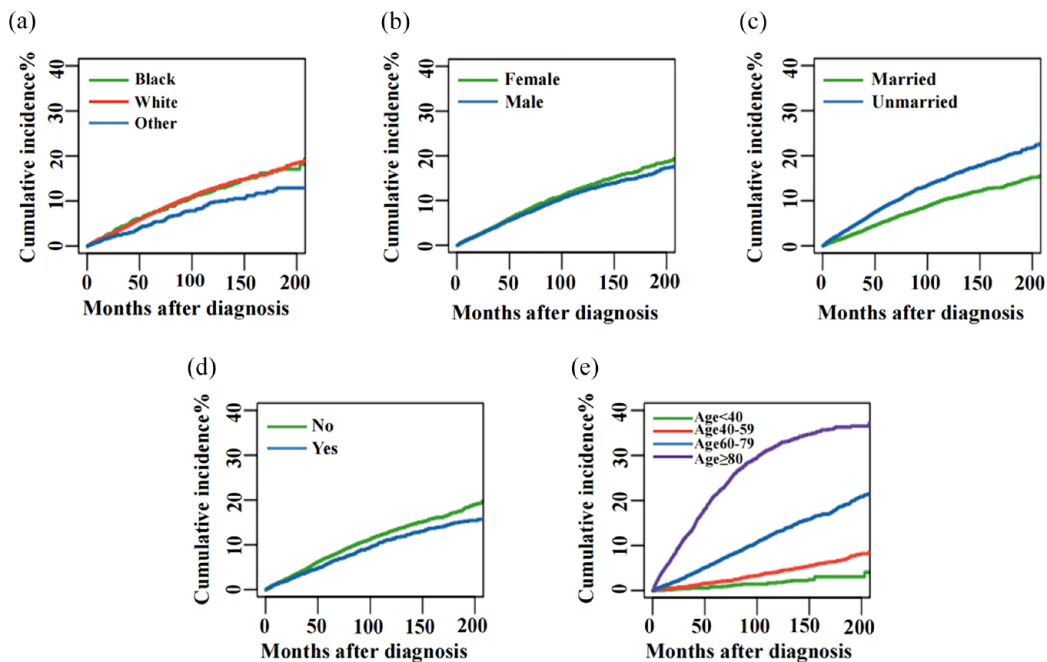 (a)
(b)
(c)
Cumulative incidence%
40
30
20
10
0
Black
White
Other
0 50 100 150 200
Months after diagnosis
Cumulative incidence%
40
30
20
10
0
Female
Male
0 50 100 150 200
Months after diagnosis
Cumulative incidence%
40
30
20
10
0
Married
Unmarried
0 50 100 150 200
Months after diagnosis
(d)
(e)
Cumulative incidence%
40
30
20
10
0
No
Yes
0 50 100 150 200
Months after diagnosis
Cumulative incidence%
40
30
20
10
0
Age<40
Age40-59
Age60-79
Age≥80
0 50 100 150 200
Months after diagnosis